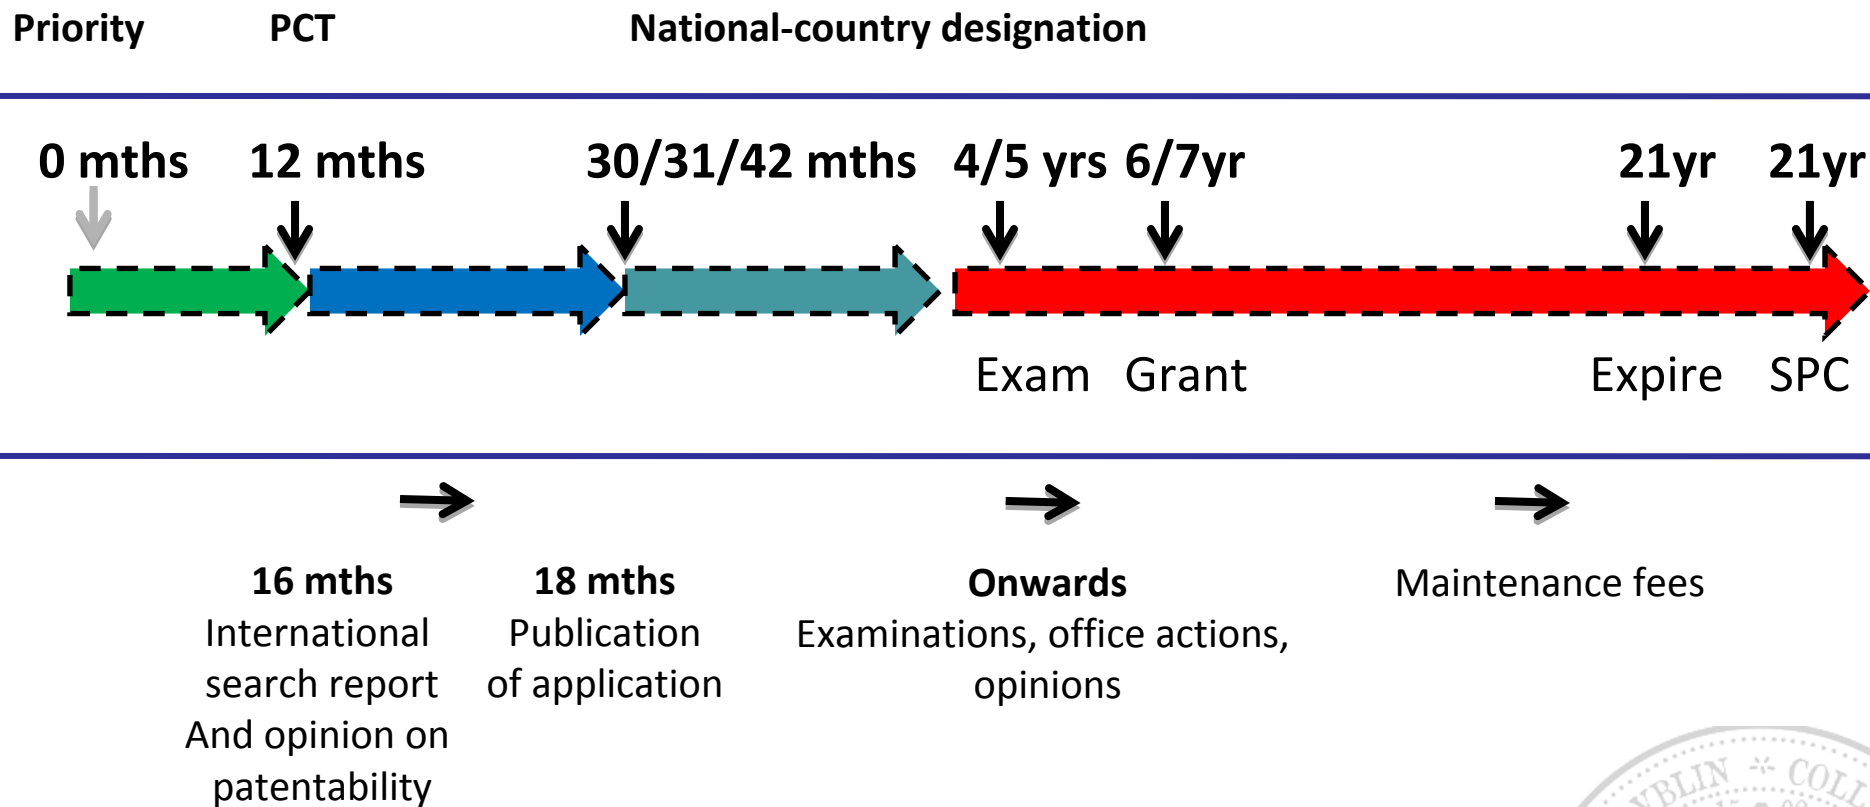 Priority PCT National-country designation
0 mths 12 mths 30/31/42 mths 4/5 yrs 6/7yr 21yr 21yr
Exam Grant Expire SPC
16 mths
International
search report
And opinion on
patentability
18 mths
Publication
of application
Onwards
Examinations, office actions,
opinions
Maintenance fees
COLL